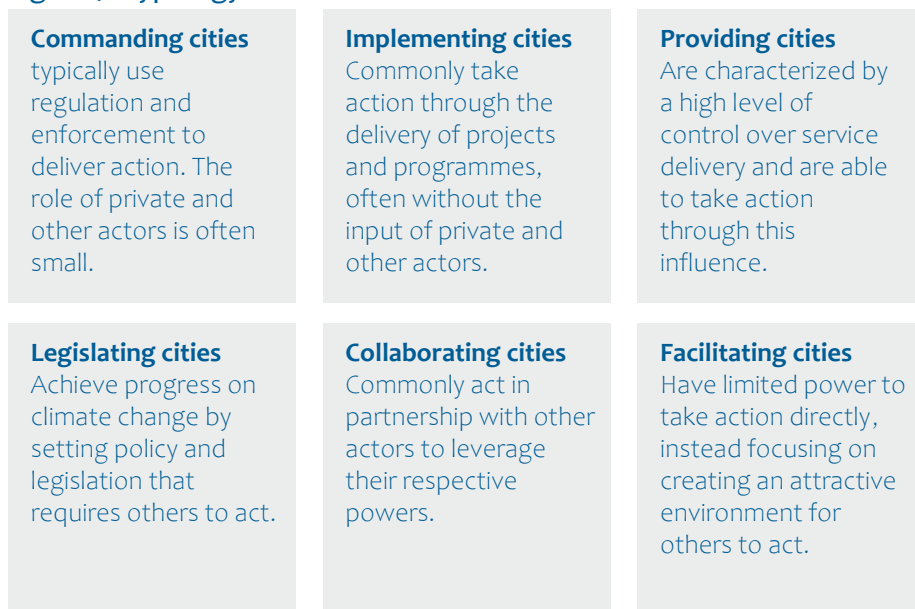 Commanding cities
typically use
regulation and
enforcement to
deliver action. The
role of private and
other actors is often
small.
Implementing cities
Commonly take
action through the
delivery of projects
and programmes,
often without the
input of private and
other actors.
Providing cities
Are characterized by
a high level of
control over service
delivery and are able
to take action
through this
influence.
Legislating cities
Achieve progress on
climate change by
setting policy and
legislation that
requires others to act.
Collaborating cities
Commonly act in
partnership with other
actors to leverage
their respective
powers.
Facilitating cities
Have limited power to
take action directly,
instead focusing on
creating an attractive
environment for
others to act.